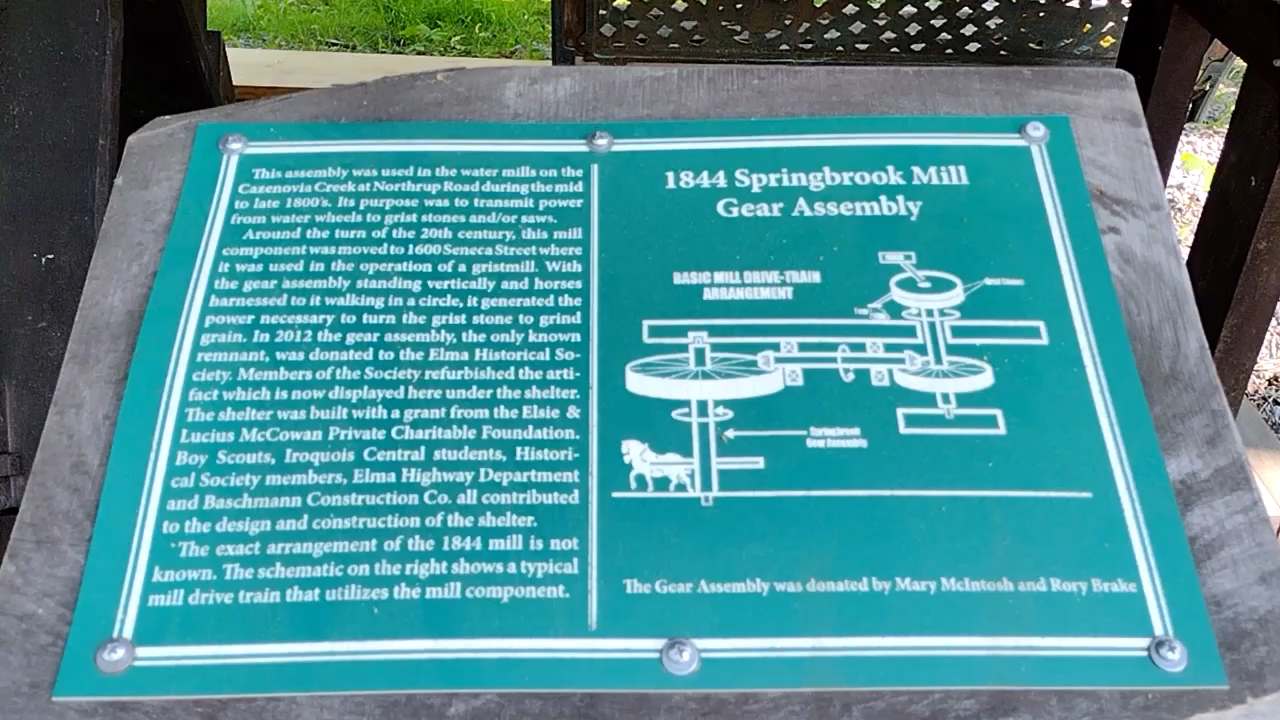 This assembly was used in the water mills on the
Cazenovia Creek at Northrup Road during the mid
to late 1800's. Its purpose was to transmit power
from water wheels to grist stones and/or saws.
Around the turn of the 20th century, this mill
component was moved to 1600 Seneca Street where
it was used in the operation of a gristmill. With
the gear assembly standing vertically and horses
harnessed to it walking in a circle, it generated the
power necessary to turn the grist stone to grind
grain. In 2012 the gear assembly, the only known
remnant, was donated to the Elma Historical So-
ciety. Members of the Society refurbished the arti-
fact which is now displayed here under the shelter.
The shelter was built with a grant from the Elsie &
Lucius McCowan Private Charitable Foundation.
Boy Scouts, Iroquois Central students, Histori-
cal Society members, Elma Highway Department
and Baschmann Construction Co. all contributed
to the design and construction of the shelter.
The exact arrangement of the 1844 mill is not
known. The schematic on the right shows a typical
mill drive train that utilizes the mill component.
1844 Springbrook Mill
Gear Assembly
BASIC MILL DRIVE-TRAIN
ARRANGEMENT
Springbrook
Gear Assembly
The Gear Assembly was donated by Mary McIntosh and Rory Brake